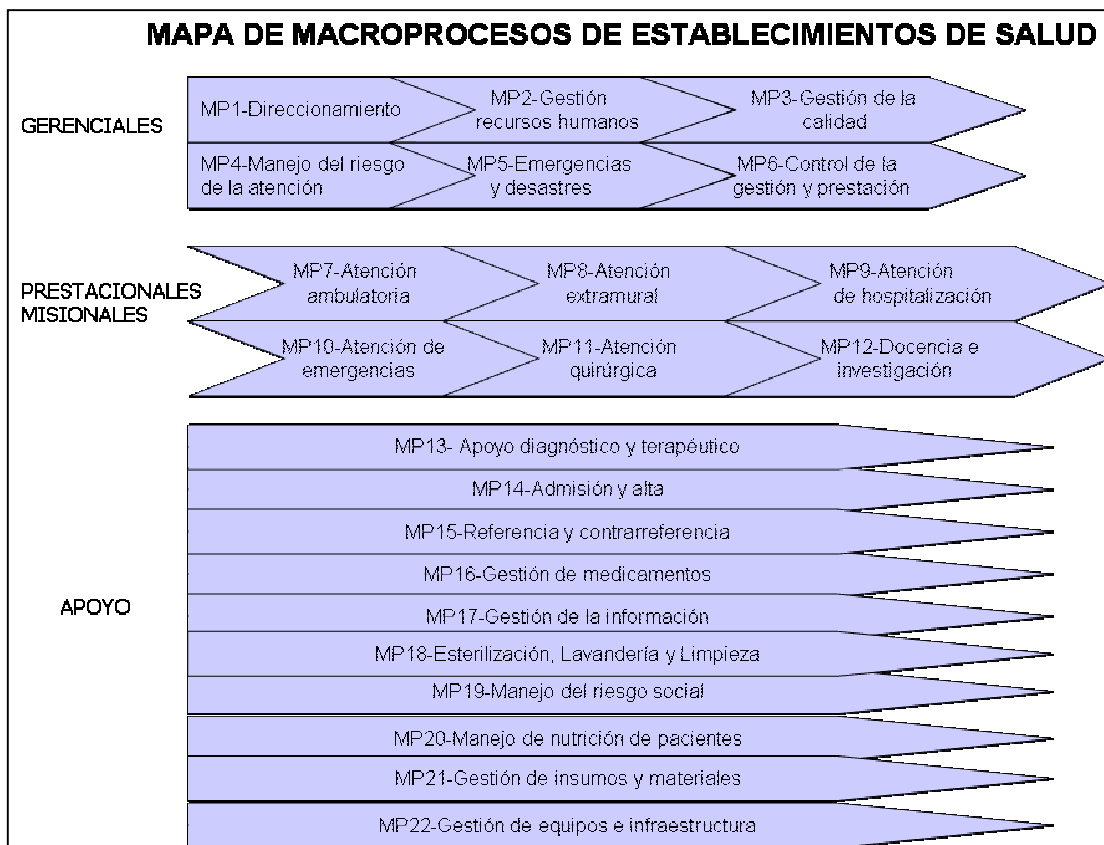 MAPA DE MACROPROCESOS DE ESTABLECIMIENTOS DE SALUD
GERENCIALES
MP1-Direccionamiento
MP2-Gestión
recursos humanos
MP3-Gestión de la
calidad
MP4-Manejo del riesgo
de la atención
MP5-Emergencias
y desastres
MP6-Control de la
gestión y prestación
PRESTACIONALES
MISIONALES
MP7-Atención
ambulatoria
MP8-Atención
extramural
MP9-Atención
de hospitalización
MP10-Atención de
emergencias
MP11-Atención
quirúrgica
MP12-Docencia e
investigación
APOYO
MP13- Apoyo diagnóstico y terapéutico
MP14-Admisión y alta
MP15-Referencia y contrarreferencia
MP16-Gestión de medicamentos
MP17-Gestión de la información
MP18-Esterilización, Lavandería y Limpieza
MP19-Manejo del riesgo social
MP20-Manejo de nutrición de pacientes
MP21-Gestión de insumos y materiales
MP22-Gestión de equipos e infraestructura